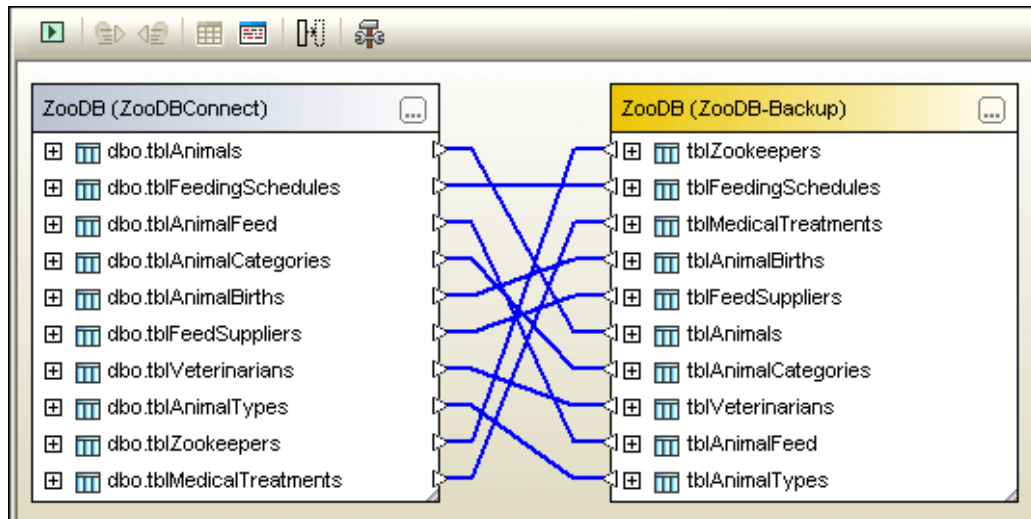 ZooDB (ZooDBConnect)
...
dbo.tblAnimals
dbo.tblFeedingSchedules
dbo.tblAnimalFeed
dbo.tblAnimalCategories
dbo.tblAnimalBirths
dbo.tblFeedSuppliers
dbo.tblVeterinarians
dbo.tblAnimalTypes
dbo.tblZookeepers
dbo.tblMedicalTreatments
ZooDB (ZooDB-Backup)
...
tblZookeepers
tblFeedingSchedules
tblMedicalTreatments
tblAnimalBirths
tblFeedSuppliers
tblAnimals
tblAnimalCategories
tblVeterinarians
tblAnimalFeed
tblAnimalTypes